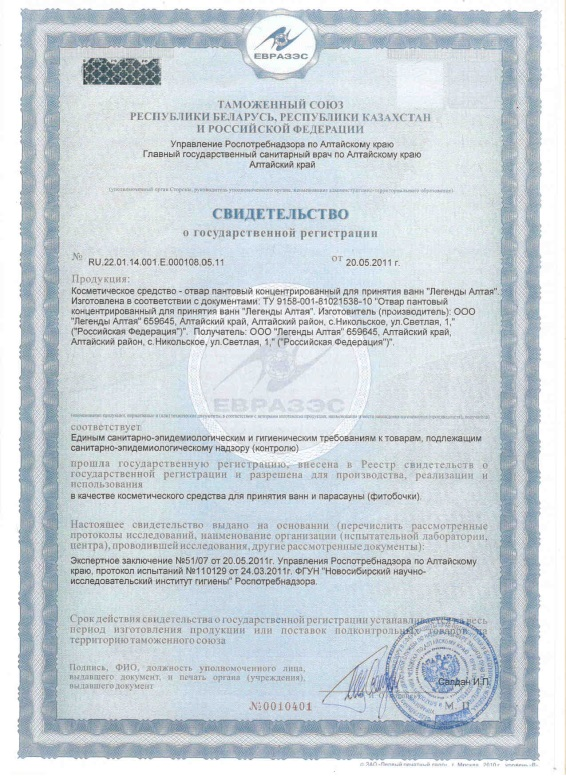 ЕВРАЗЭС
ТАМОЖЕННЫЙ СОЮЗ
РЕСПУБЛИКИ БЕЛАРУСЬ, РЕСПУБЛИКИ КАЗАХСТАН
И РОССИЙСКОЙ ФЕДЕРАЦИИ
Управление Роспотребнадзора по Алтайскому краю
Главный государственный санитарный врач по Алтайскому краю
Алтайский край
(уполномоченный орган Стороны, руководитель уполномоченного органа, наименование административно-территориального образования)
СВИДЕТЕЛЬСТВО
о государственной регистрации
№ RU.22.01.14.001.E.000108.05.11 от 20.05.2011 г.
Продукция:
Косметическое средство - отвар пантовый концентрированный для принятия ванн "Легенды Алтая".
Изготовлена в соответствии с документами: ТУ 9158-001-81021538-10 "Отвар пантовый
концентрированный для принятия ванн "Легенды Алтая". Изготовитель (производитель): ООО
"Легенды Алтая" 659645, Алтайский край, Алтайский район, с.Никольское, ул.Светлая, 1,"
("Российская Федерация")". Получатель: ООО "Легенды Алтая" 659645, Алтайский край,
Алтайский район, с.Никольское, ул.Светлая, 1," ("Российская Федерация")".
ЕВРАЗЭС
соответствует
Единым санитарно-эпидемиологическим и гигиеническим требованиям к товарам, подлежащим
санитарно-эпидемиологическому надзору (контролю)
прошла государственную регистрацию, внесена в Реестр свидетельств о
государственной регистрации и разрешена для производства, реализации и
использования
в качестве косметического средства для принятия ванн и парасауны (фитобочки).
Настоящее свидетельство выдано на основании (перечислить рассмотренные
протоколы исследований, наименование организации (испытательной лаборатории,
центра), проводившей исследования, другие рассмотренные документы):
Экспертное заключение №51/07 от 20.05.2011г. Управления Роспотребнадзора по Алтайскому
краю, протокол испытаний №110129 от 24.03.2011г. ФГУН "Новосибирский научно-
исследовательский институт гигиены" Роспотребнадзора.
Срок действия свидетельства о государственной регистрации устанавливается на весь
период изготовления продукции или поставок подконтрольных товаров на
территорию таможенного союза
Подпись, ФИО, должность уполномоченного лица,
выдавшего документ, и печать органа (учреждения),
выдавшего документ
Салдан И.П.
М. П.
№0010401